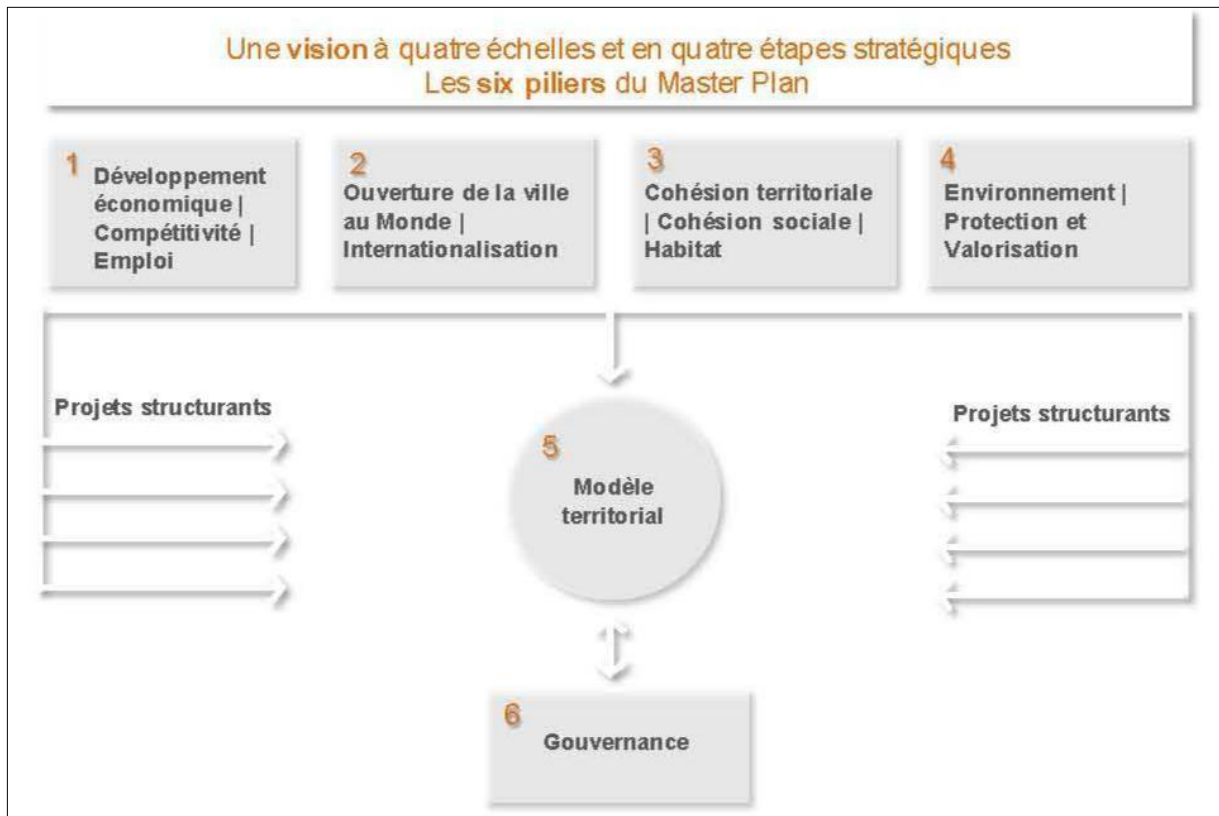 Une vision à quatre échelles et en quatre étapes stratégiques
Les six piliers du Master Plan
1
Développement
économique |
Compétitivité |
Emploi
2
Ouverture de la ville
au Monde |
Internationalisation
3
Cohésion territoriale
| Cohésion sociale |
Habitat
4
Environnement |
Protection et
Valorisation
Projets structurants
Projets structurants
5
Modèle
territorial
6
Gouvernance